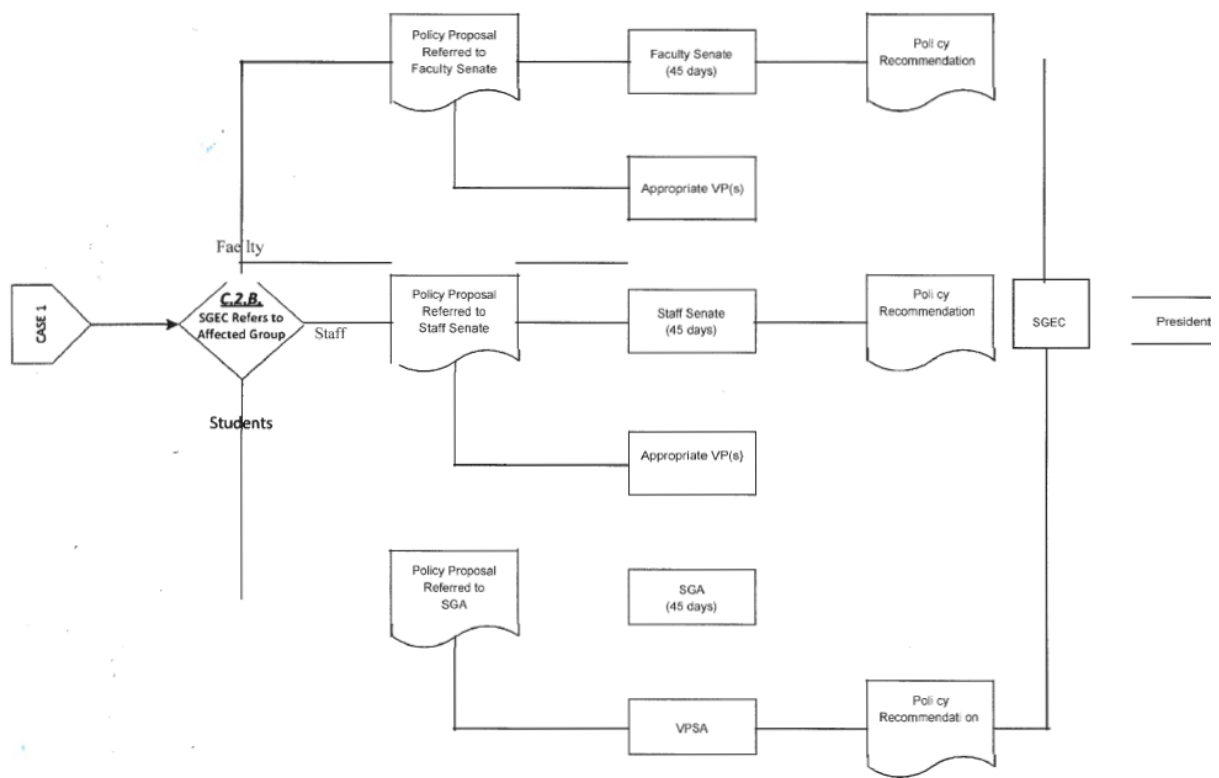 Policy Proposal
Referred to
Faculty Senate
Faculty Senate
(45 days)
Poli cy
Recommendation
Appropriate VP(s)
Fac lty
CASE 1
C.2.B.
SGEC Refers to
Affected Group
Staff
Policy Proposal
Referred to
Staff Senate
Staff Senate
(45 days)
Poli cy
Recommendation
SGEC
President
Students
Appropriate VP(s)
Policy Proposal
Referred to
SGA
SGA
(45 days)
VPSA
Poli cy
Recommendati on